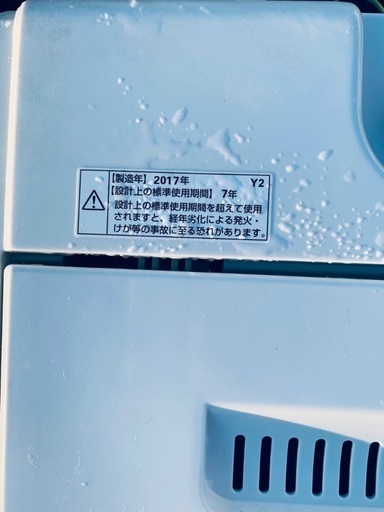 【製造年】2017年 Y2
【設計上の標準使用期間】 7年
設計上の標準使用期間を超えて使用
されますと、経年劣化による発火・
けが等の事故に至る恐れがあります。